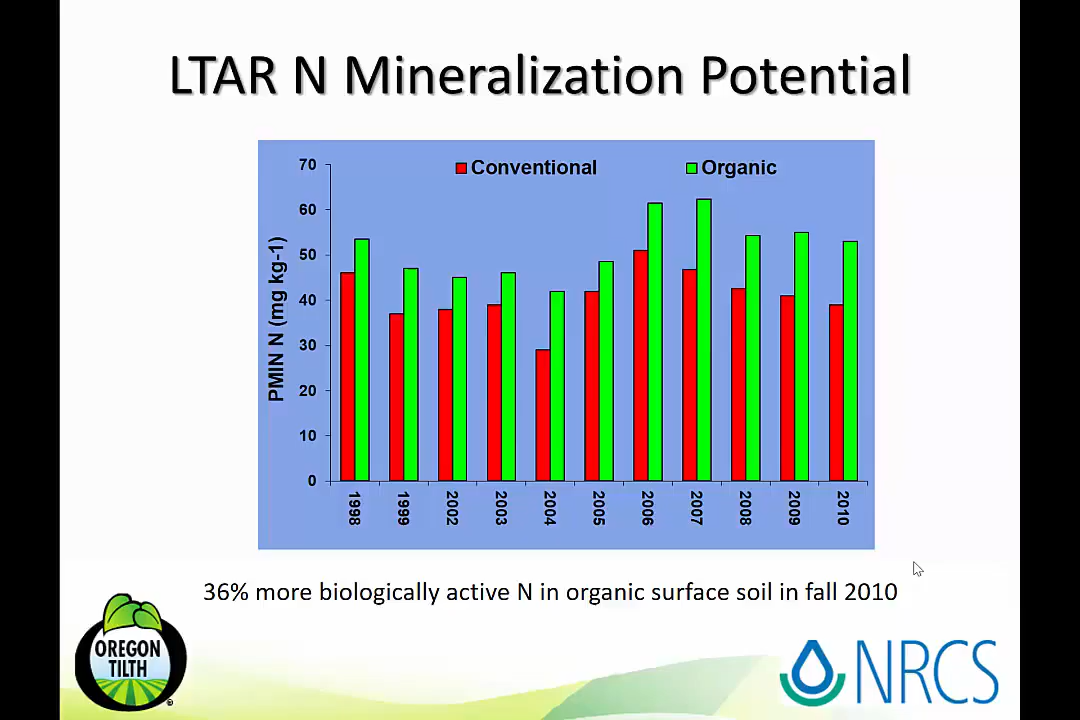 LTAR N Mineralization Potential
Conventional
Organic
PMIN N (mg kg-1)
70
60
50
40
30
20
10
0
1998
1999
2002
2003
2004
2005
2006
2007
2008
2009
2010
36% more biologically active N in organic surface soil in fall 2010
OREGON
TILTH
NRCS